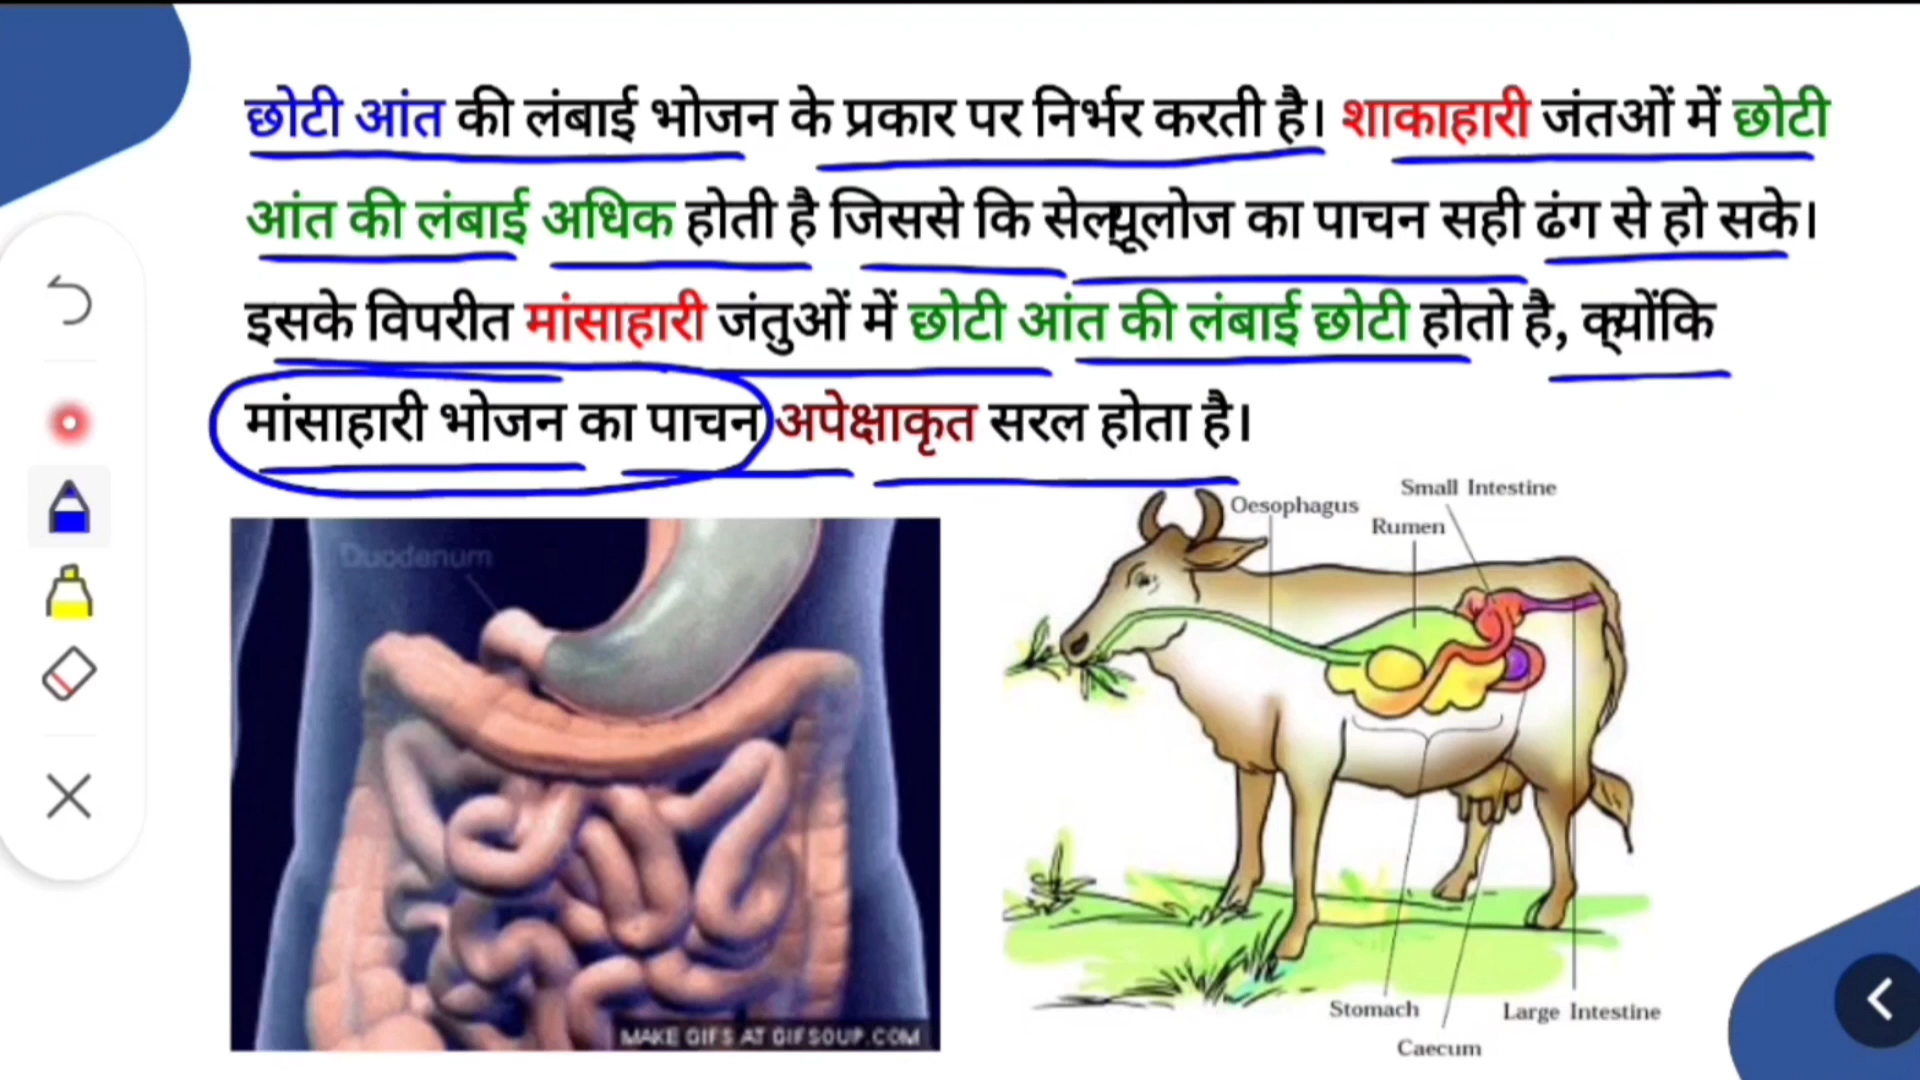 छोटी आंत की लंबाई भोजन के प्रकार पर निर्भर करती है। शाकाहारी जंतओं में छोटी
आंत की लंबाई अधिक होती है जिससे कि सेल्यूलोज का पाचन सही ढंग से हो सके।
इसके विपरीत मांसाहारी जंतुओं में छोटी आंत की लंबाई छोटी होतो है, क्योंकि
मांसाहारी भोजन का पाचन अपेक्षाकृत सरल होता है।
Small Intestine
Oesophagus
Rumen
Duodenum
Stomach
Large Intestine
MAKE GIFS AT GIFSOUP.COM
Caecum